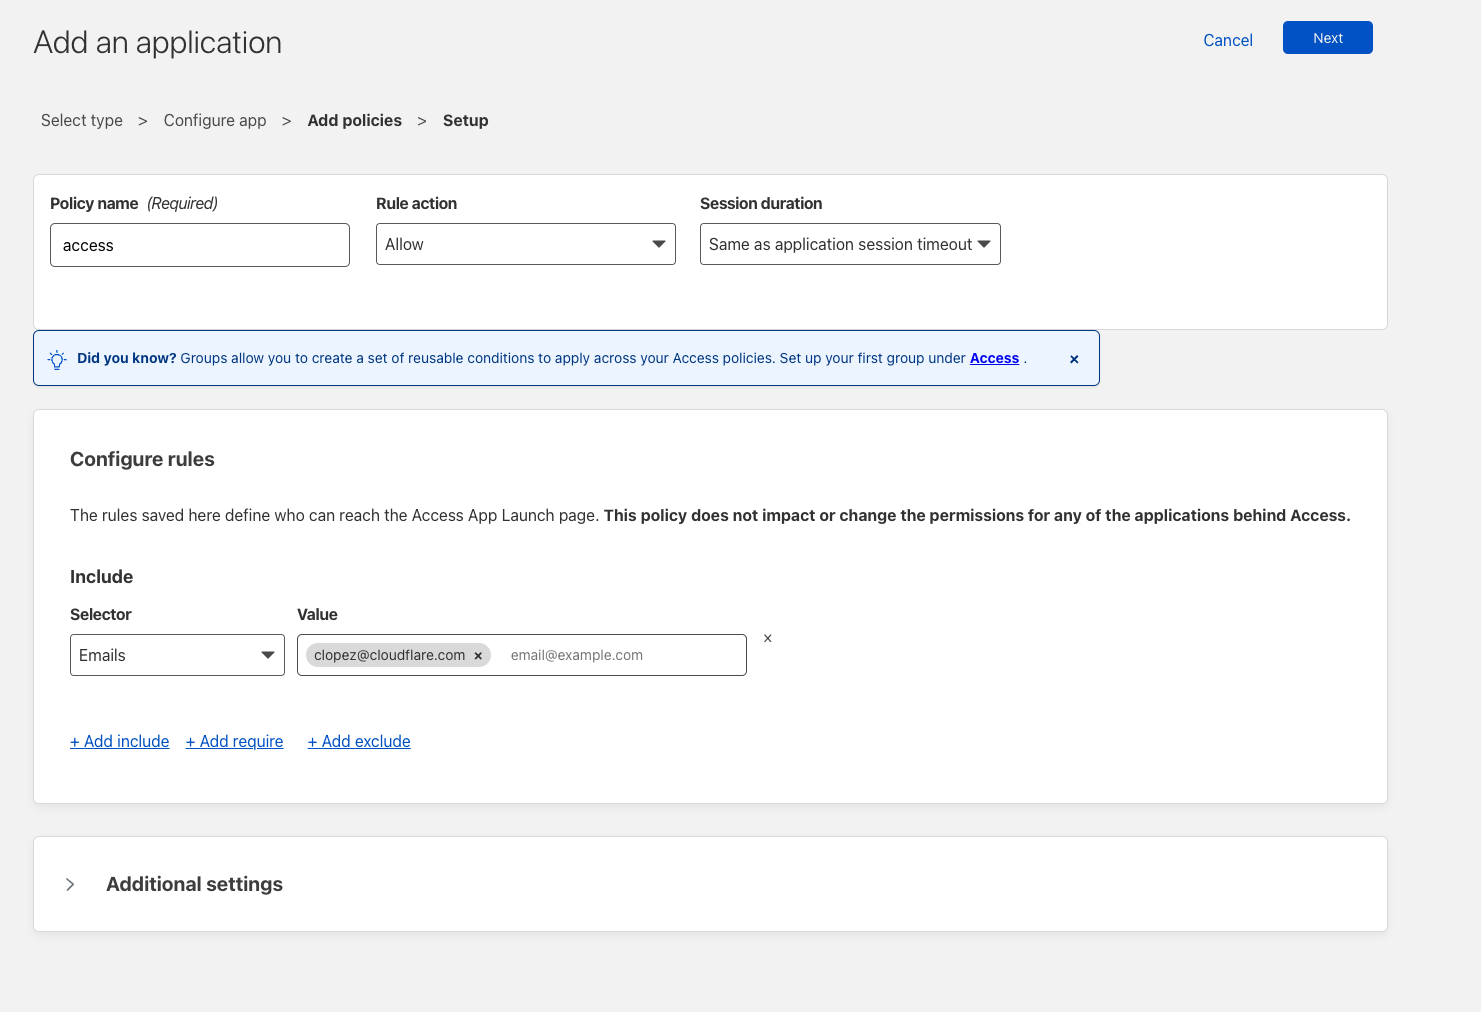 Add an application
Cancel
Next
Select type > Configure app > Add policies > Setup
Policy name (Required)
Rule action
Session duration
access
Allow
Same as application session timeout
Did you know? Groups allow you to create a set of reusable conditions to apply across your Access policies. Set up your first group under Access .
Configure rules
The rules saved here define who can reach the Access App Launch page. This policy does not impact or change the permissions for any of the applications behind Access.
Include
Selector
Value
Emails
clopez@cloudflare.com × email@example.com
+ Add include + Add require + Add exclude
Additional settings